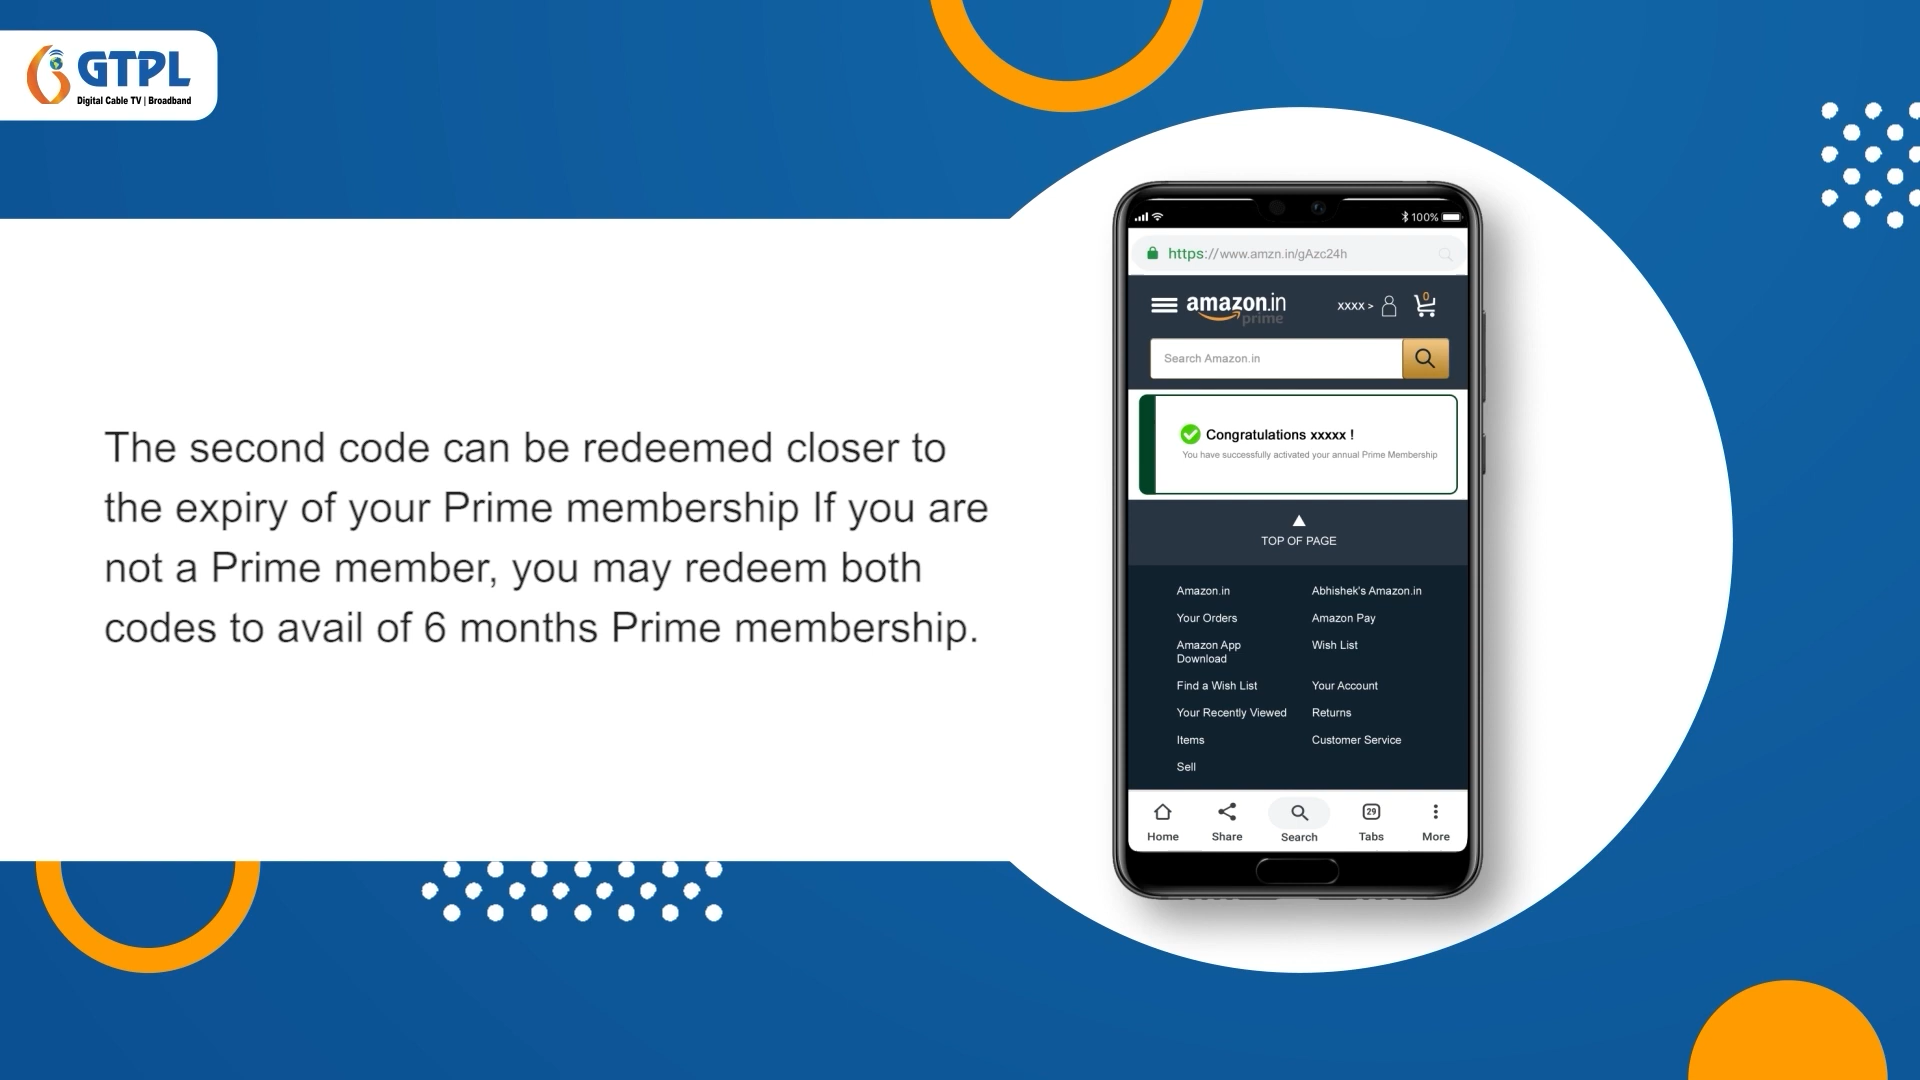 GTPL
Digital Cable TV | Broadband
The second code can be redeemed closer to
the expiry of your Prime membership If you are
not a Prime member, you may redeem both
codes to avail of 6 months Prime membership.
100%
https://www.amzn.in/gAzc24h
amazon.in
prime
xxxx >
0
Search Amazon.in
Congratulations xxxxx !
You have successfully activated your annual Prime Membership
TOP OF PAGE
Amazon.in
Abhishek's Amazon.in
Your Orders
Amazon Pay
Amazon App
Download
Wish List
Find a Wish List
Your Account
Your Recently Viewed
Returns
Items
Customer Service
Sell
29
Home
Share
Search
Tabs
More